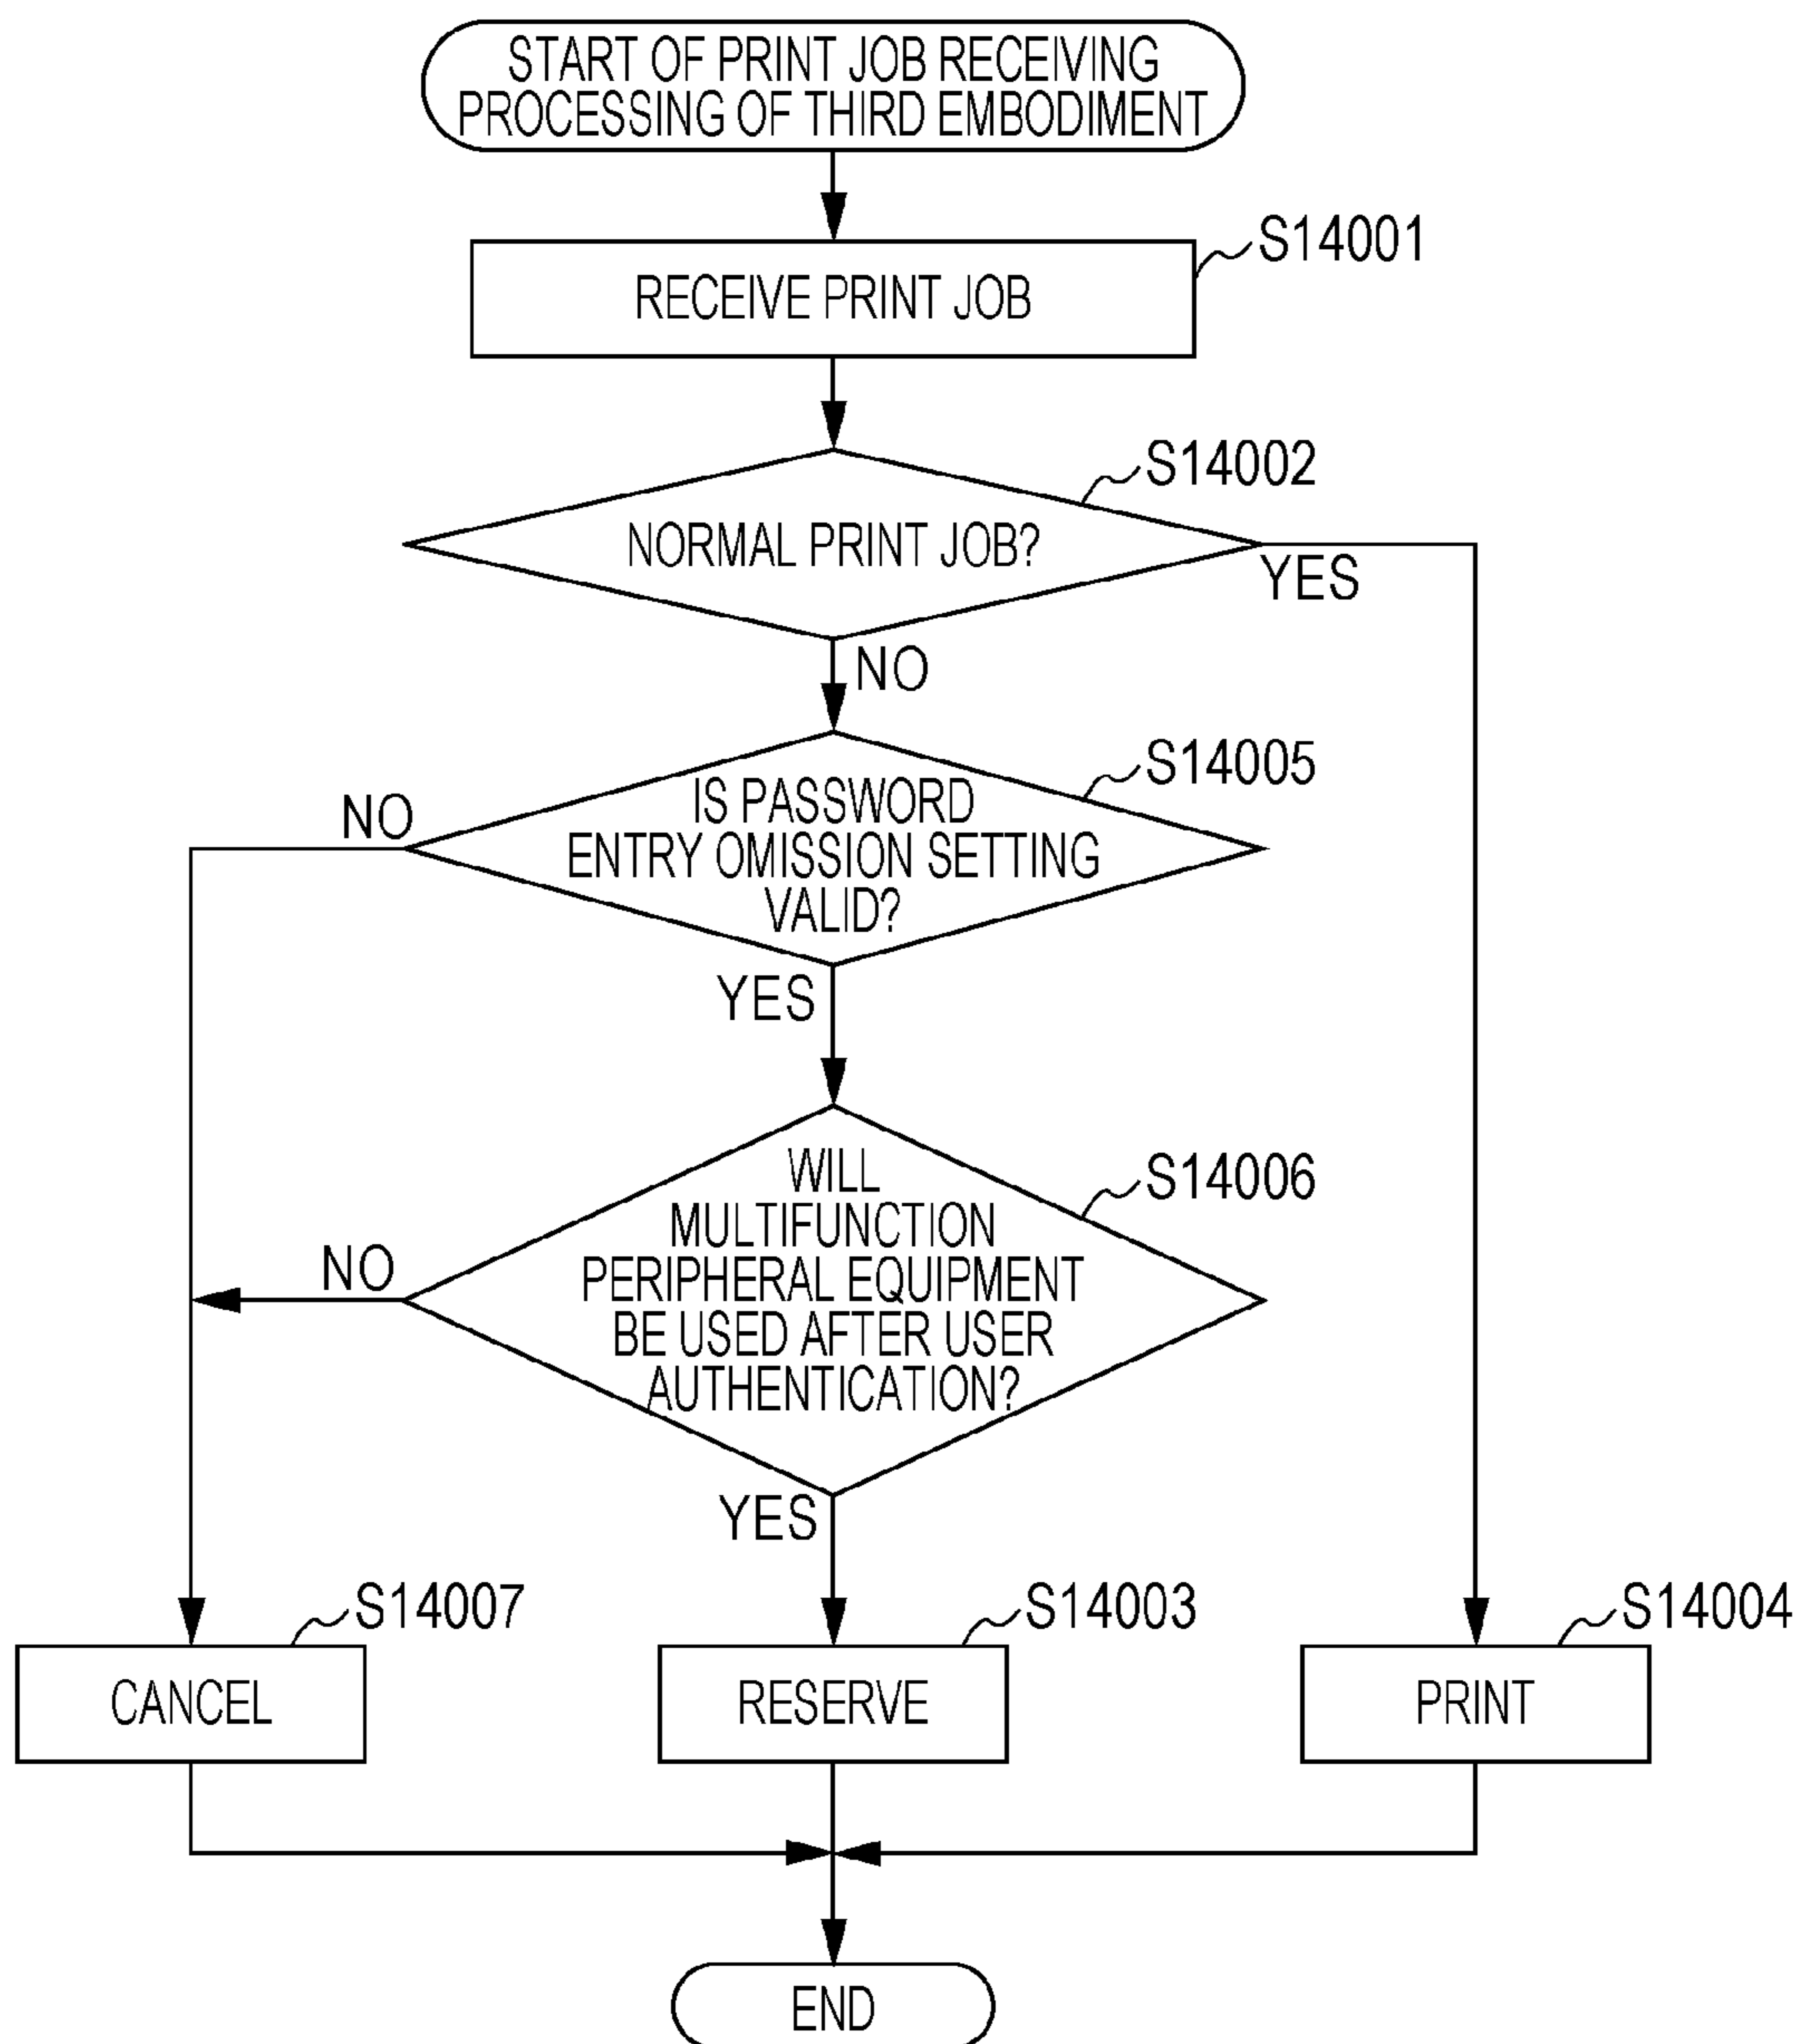 START OF PRINT JOB RECEIVING
PROCESSING OF THIRD EMBODIMENT
S14001
RECEIVE PRINT JOB
S14002
NORMAL PRINT JOB?
YES
NO
S14005
IS PASSWORD
ENTRY OMISSION SETTING
VALID?
NO
YES
S14006
WILL
MULTIFUNCTION
PERIPHERAL EQUIPMENT
BE USED AFTER USER
AUTHENTICATION?
NO
YES
S14007
CANCEL
S14003
RESERVE
S14004
PRINT
END